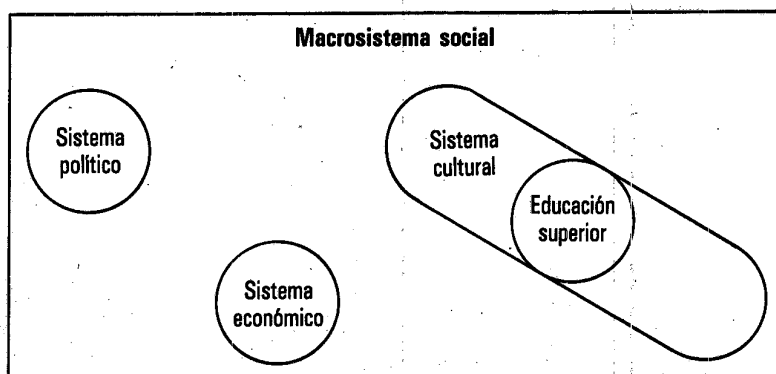 Macrosistema social
Sistema
político
Sistema
cultural
Educación
superior
Sistema
económico